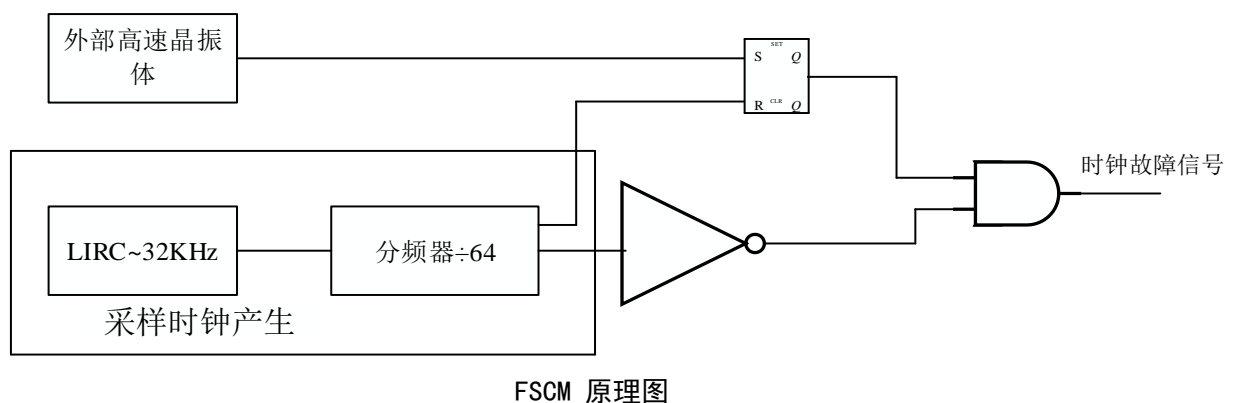 外部高速晶振
体
SET
S Q
R CLR Q
时钟故障信号
LIRC~32KHz
分频器÷64
采样时钟产生
FSCM 原理图